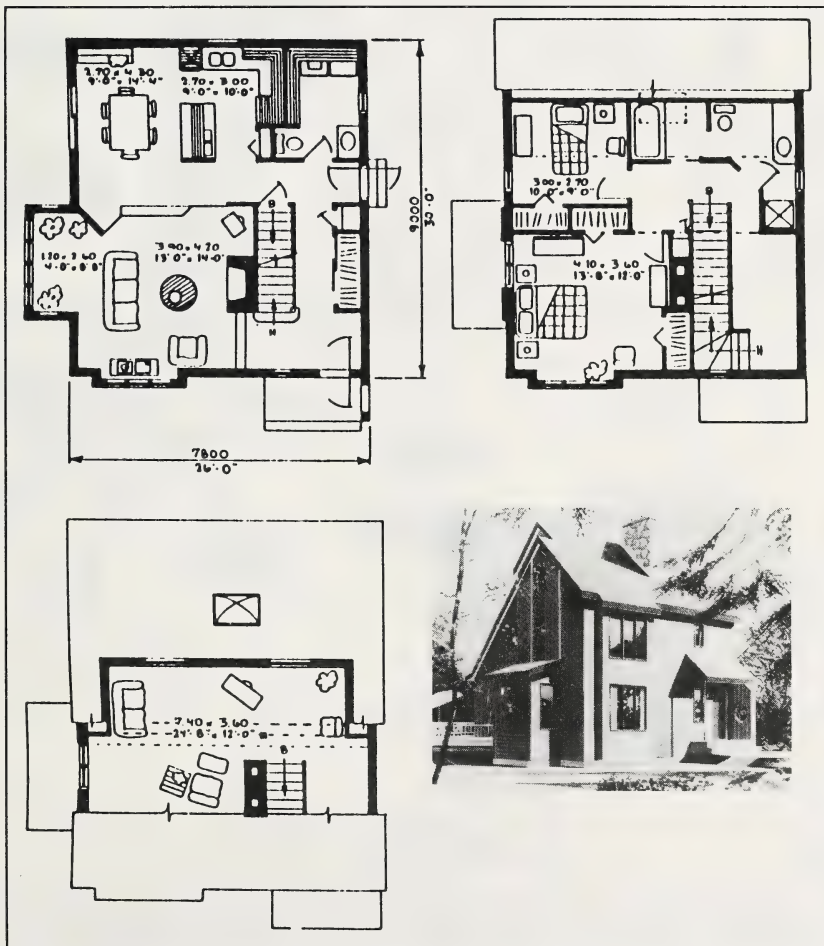 2.70 x 4.30
9'-0" x 14'-4"
2.70 x 3.00
9'-0" x 10'-0"
1.20 x 2.60
4'-0" x 8'-8"
3.90 x 4.20
13'-0" x 14'-0"
B
H
9000
30'-0"
7800
26'-0"
3.00 x 2.70
10'-0" x 9'-0"
4.10 x 3.60
13'-8" x 12'-0"
B
H
7.40 x 3.60
24'-8" x 12'-0"
B